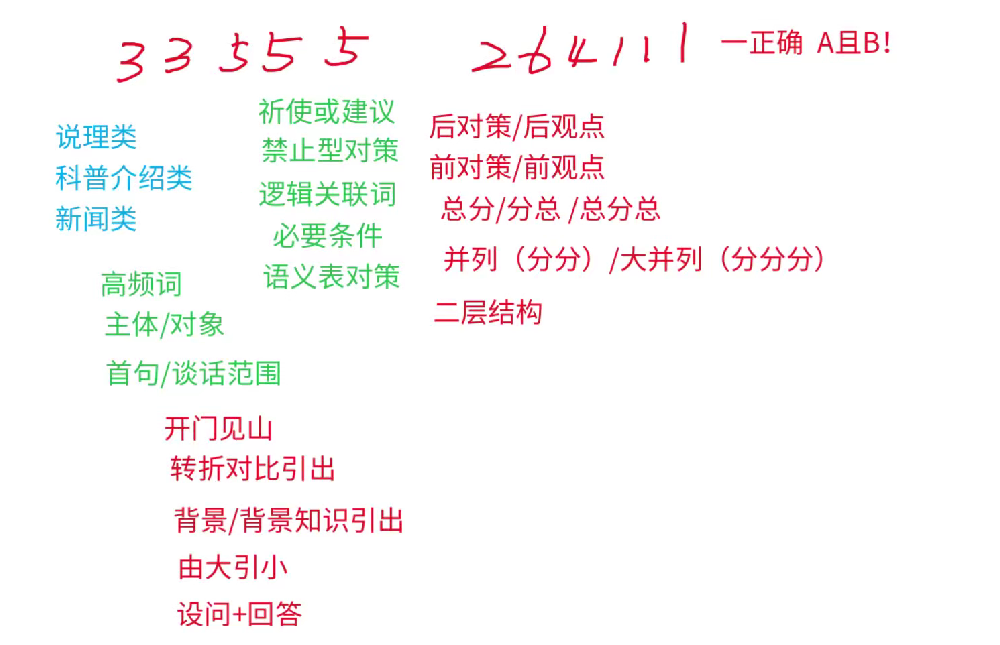 33555 264111 一正确 A且B!
说理类
科普介绍类
新闻类
高频词
主体/对象
首句/谈话范围
开门见山
转折对比引出
背景/背景知识引出
由大引小
设问+回答
祈使或建议
禁止型对策
逻辑关联词
必要条件
语义表对策
后对策/后观点
前对策/前观点
总分/分总 /总分总
并列（分分）/大并列（分分分）
二层结构